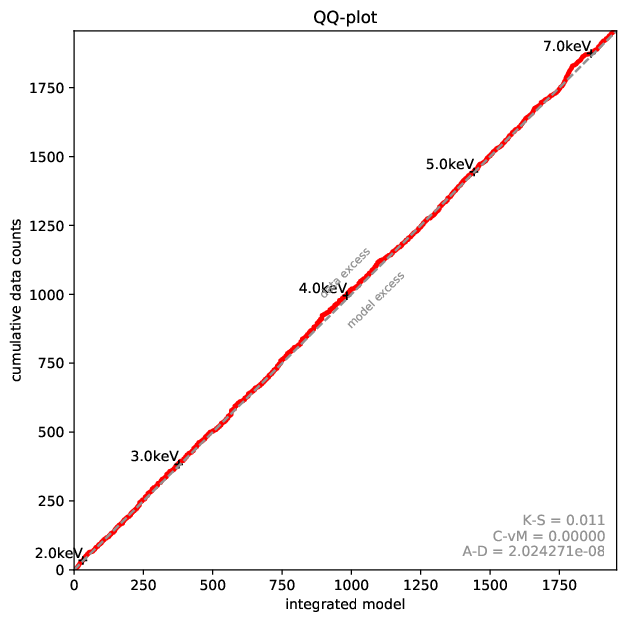 QQ-plot
7.0keV
1750
1500
5.0keV
1250
data excess
4.0keV
1000
model excess
cumulative data counts
750
500
3.0keV
250
K-S = 0.011
C-vM = 0.00000
A-D = 2.024271e-08
2.0keV
0
0 250 500 750 1000 1250 1500 1750
integrated model